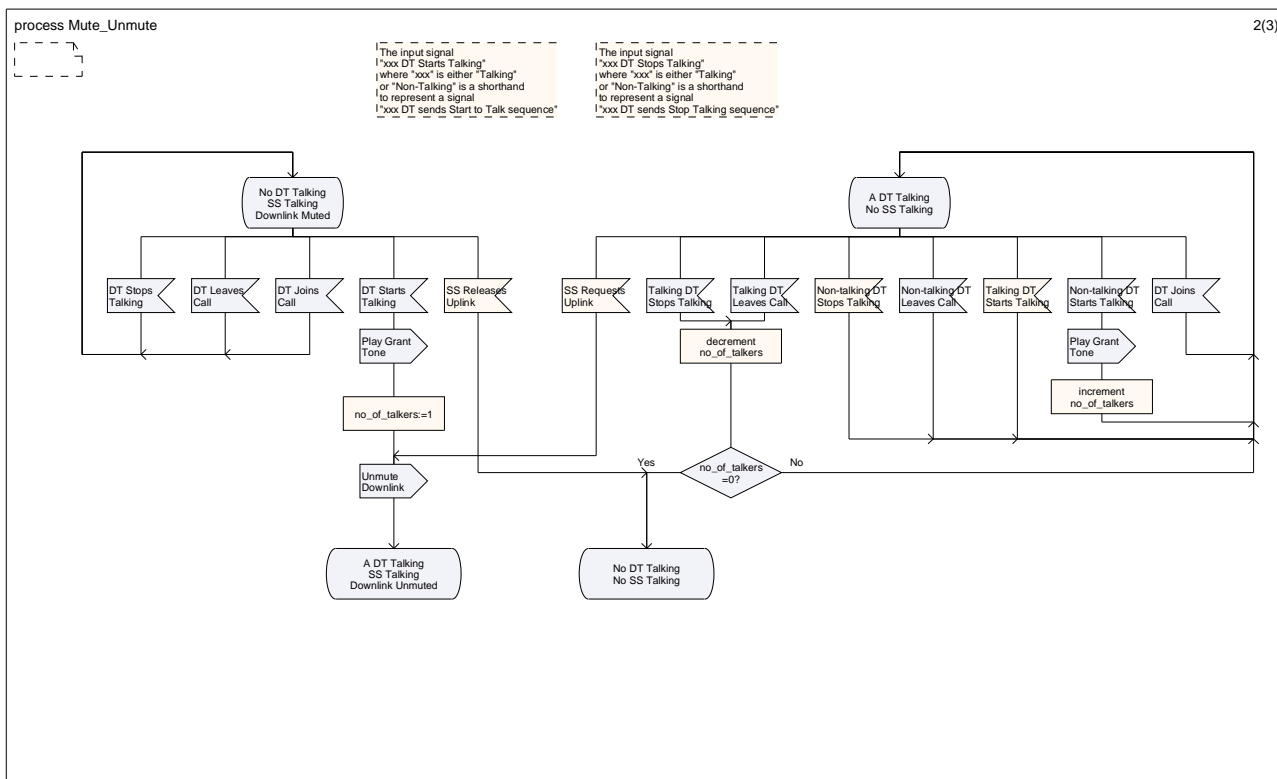 process Mute_Unmute
2(3)
The input signal
"xxx DT Starts Talking"
where "xxx" is either "Talking"
or "Non-Talking" is a shorthand
to represent a signal
"xxx DT sends Start to Talk sequence"
The input signal
"xxx DT Stops Talking"
where "xxx" is either "Talking"
or "Non-Talking" is a shorthand
to represent a signal
"xxx DT sends Stop Talking sequence"
No DT Talking
SS Talking
Downlink Muted
A DT Talking
No SS Talking
DT Stops
Talking
DT Leaves
Call
DT Joins
Call
DT Starts
Talking
SS Releases
Uplink
SS Requests
Uplink
Talking DT
Stops Talking
Talking DT
Leaves Call
Non-talking DT
Stops Talking
Non-talking DT
Leaves Call
Talking DT
Starts Talking
Non-talking DT
Starts Talking
DT Joins
Call
Play Grant
Tone
decrement
no_of_talkers
Play Grant
Tone
increment
no_of_talkers
no_of_talkers:=1
Yes
no_of_talkers
=0?
No
Unmute
Downlink
A DT Talking
SS Talking
Downlink Unmuted
No DT Talking
No SS Talking